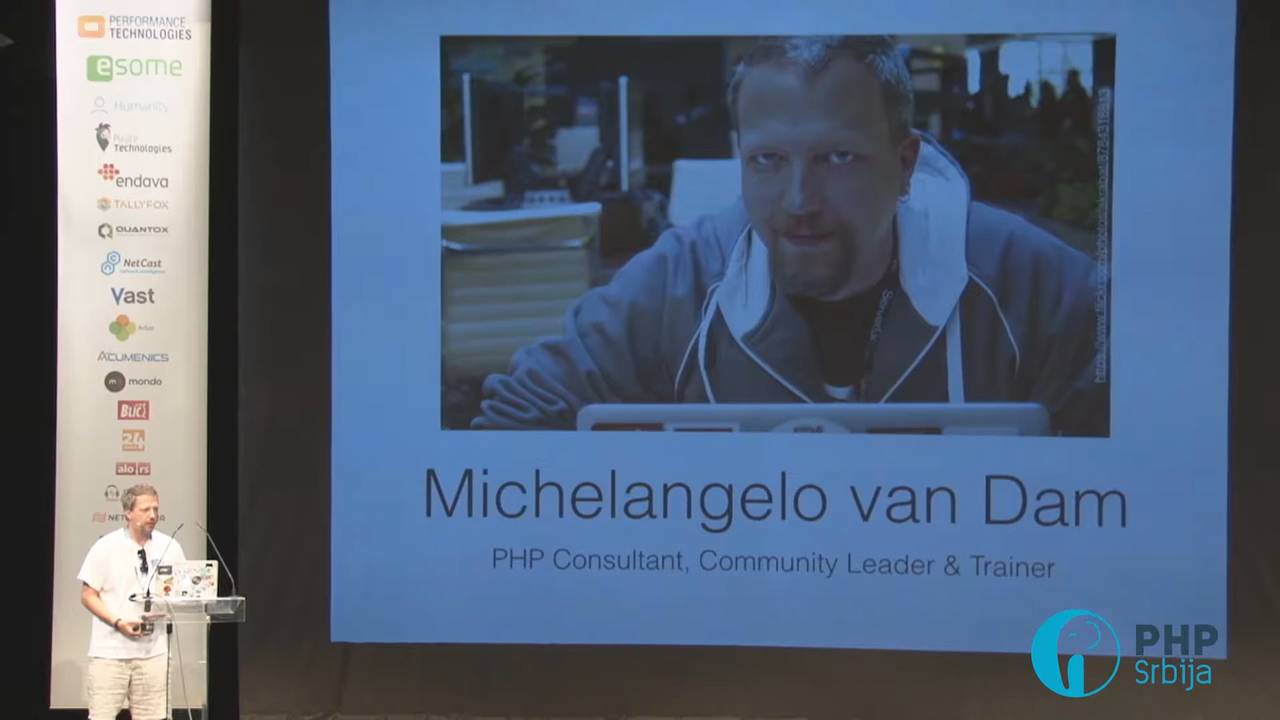 PERFORMANCE
TECHNOLOGIES
esome
Humanity
Pirate
Technologies
endava
TALLYFOX
QUANTOX
NetCast
Vast
ACUMENICS
m mondo
BLIC
24
alo rs
Michelangelo van Dam
PHP Consultant, Community Leader & Trainer
PHP
Srbija